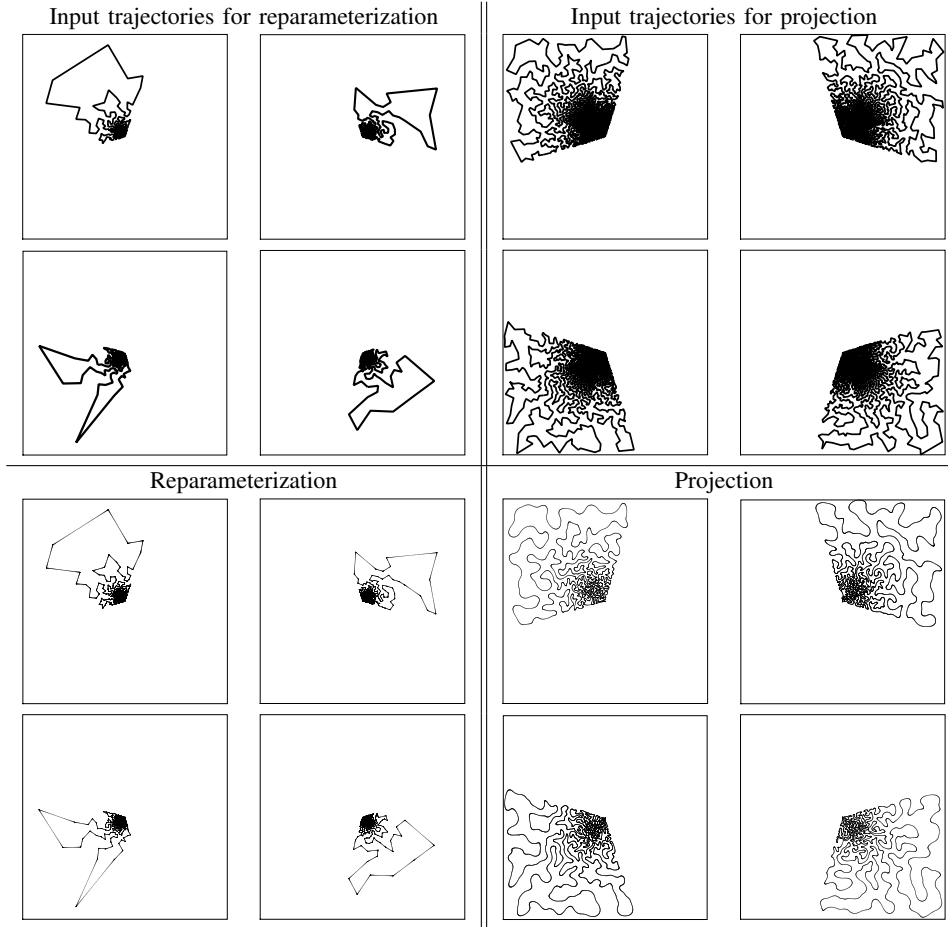 Input trajectories for reparameterization
Input trajectories for projection
Reparameterization
Projection